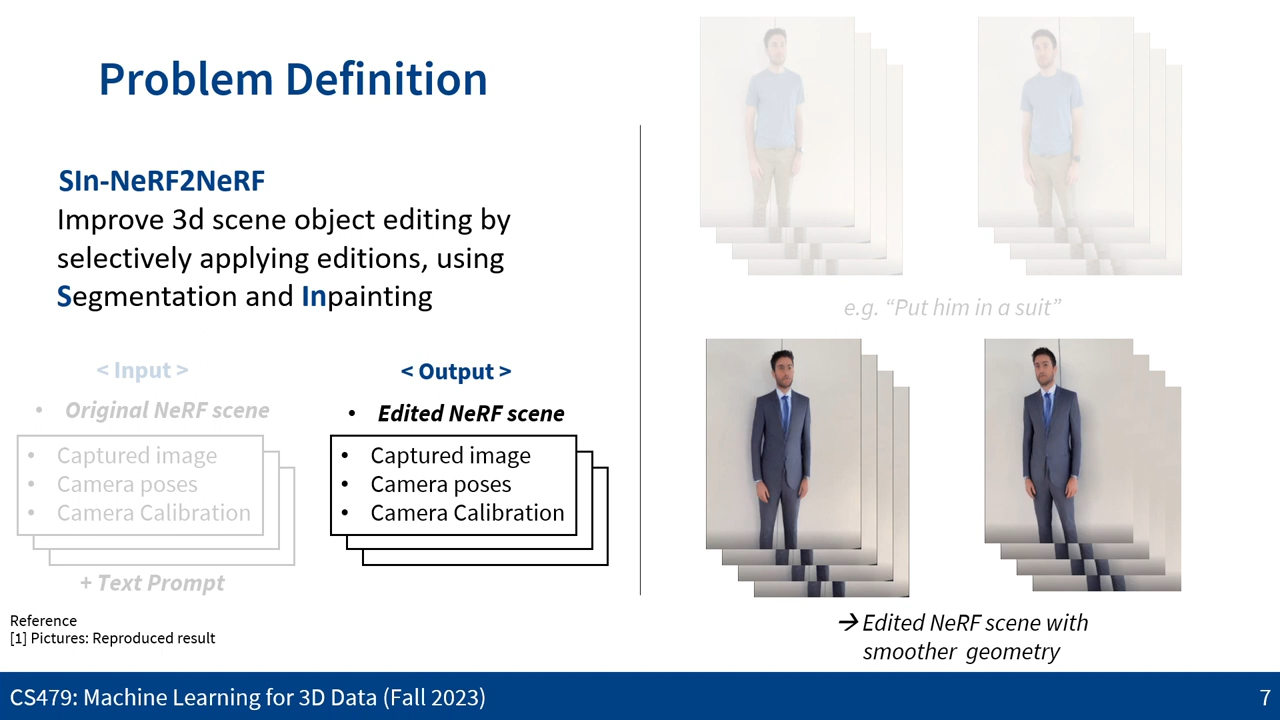 Problem Definition
SIn-NeRF2NeRF
Improve 3d scene object editing by
selectively applying editions, using
Segmentation and Inpainting
< Input >
• Original NeRF scene
• Captured image
• Camera poses
• Camera Calibration
+ Text Prompt
< Output >
• Edited NeRF scene
• Captured image
• Camera poses
• Camera Calibration
Reference
[1] Pictures: Reproduced result
e.g. “Put him in a suit”
→ Edited NeRF scene with
smoother geometry
CS479: Machine Learning for 3D Data (Fall 2023)
7